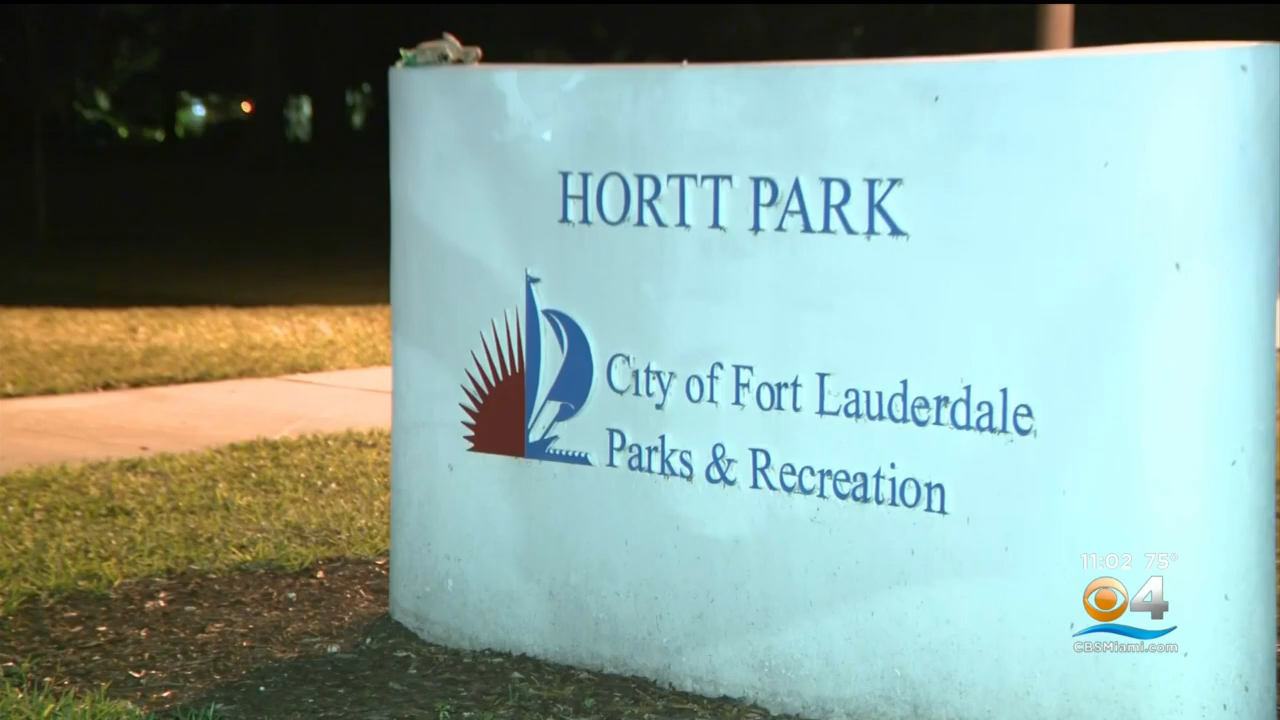 HORTT PARK
City of Fort Lauderdale
Parks & Recreation
11:02 75°
4
CBSMiami.com